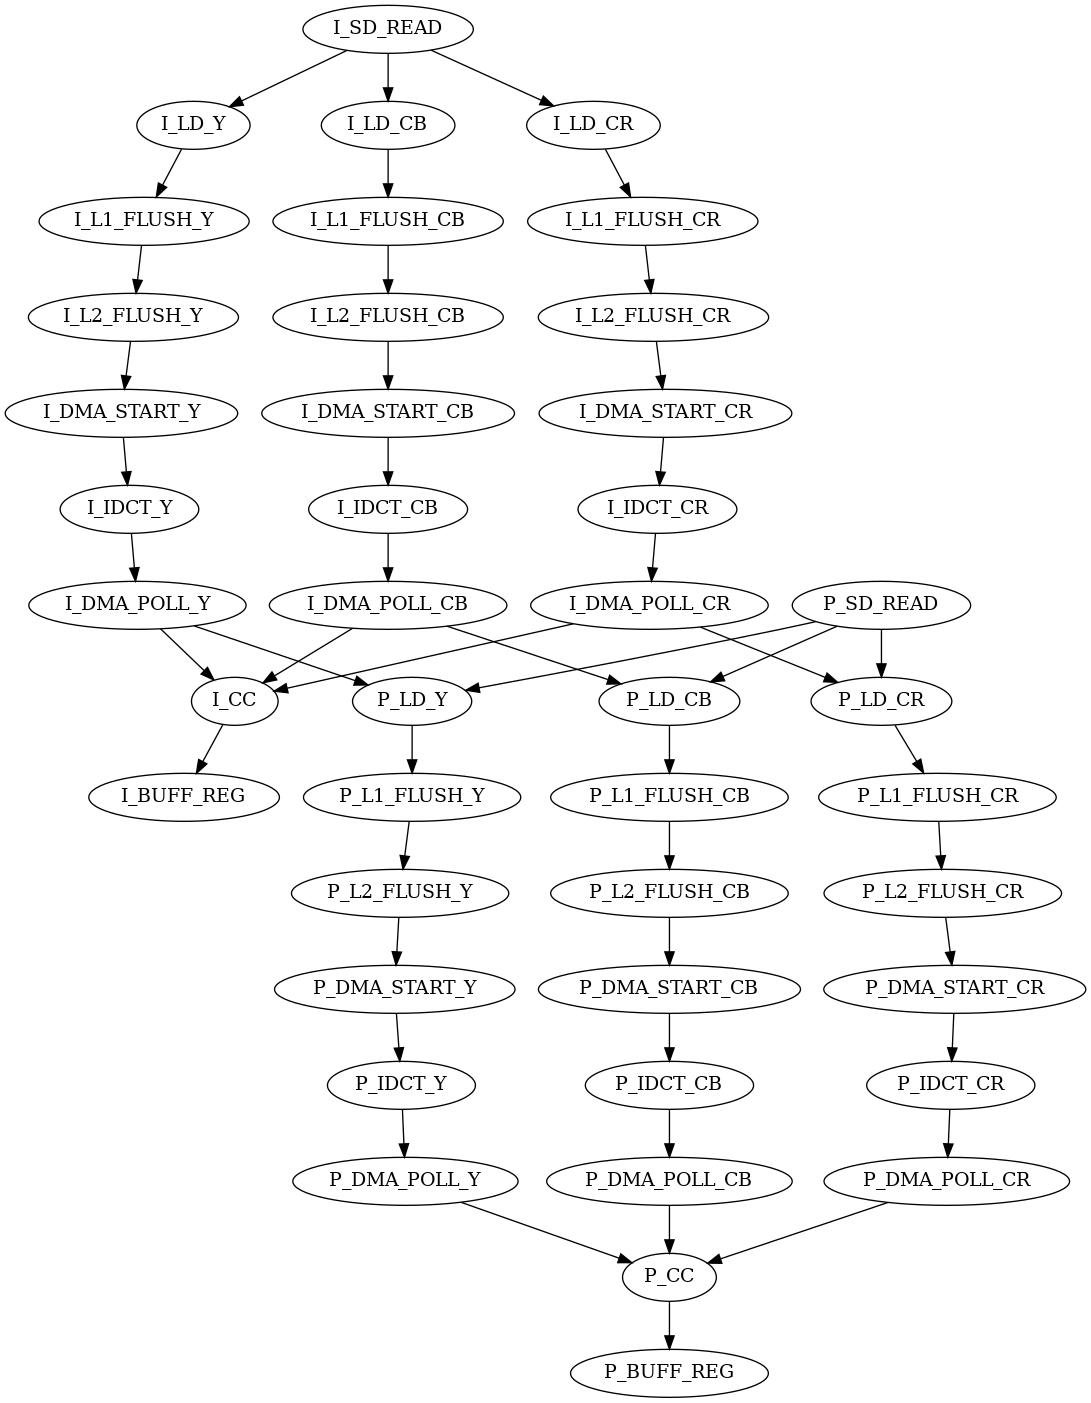 I_SD_READ
I_LD_Y
I_LD_CB
I_LD_CR
I_L1_FLUSH_Y
I_L1_FLUSH_CB
I_L1_FLUSH_CR
I_L2_FLUSH_Y
I_L2_FLUSH_CB
I_L2_FLUSH_CR
I_DMA_START_Y
I_DMA_START_CB
I_DMA_START_CR
I_IDCT_Y
I_IDCT_CB
I_IDCT_CR
I_DMA_POLL_Y
I_DMA_POLL_CB
I_DMA_POLL_CR
P_SD_READ
I_CC
P_LD_Y
P_LD_CB
P_LD_CR
I_BUFF_REG
P_L1_FLUSH_Y
P_L1_FLUSH_CB
P_L1_FLUSH_CR
P_L2_FLUSH_Y
P_L2_FLUSH_CB
P_L2_FLUSH_CR
P_DMA_START_Y
P_DMA_START_CB
P_DMA_START_CR
P_IDCT_Y
P_IDCT_CB
P_IDCT_CR
P_DMA_POLL_Y
P_DMA_POLL_CB
P_DMA_POLL_CR
P_CC
P_BUFF_REG